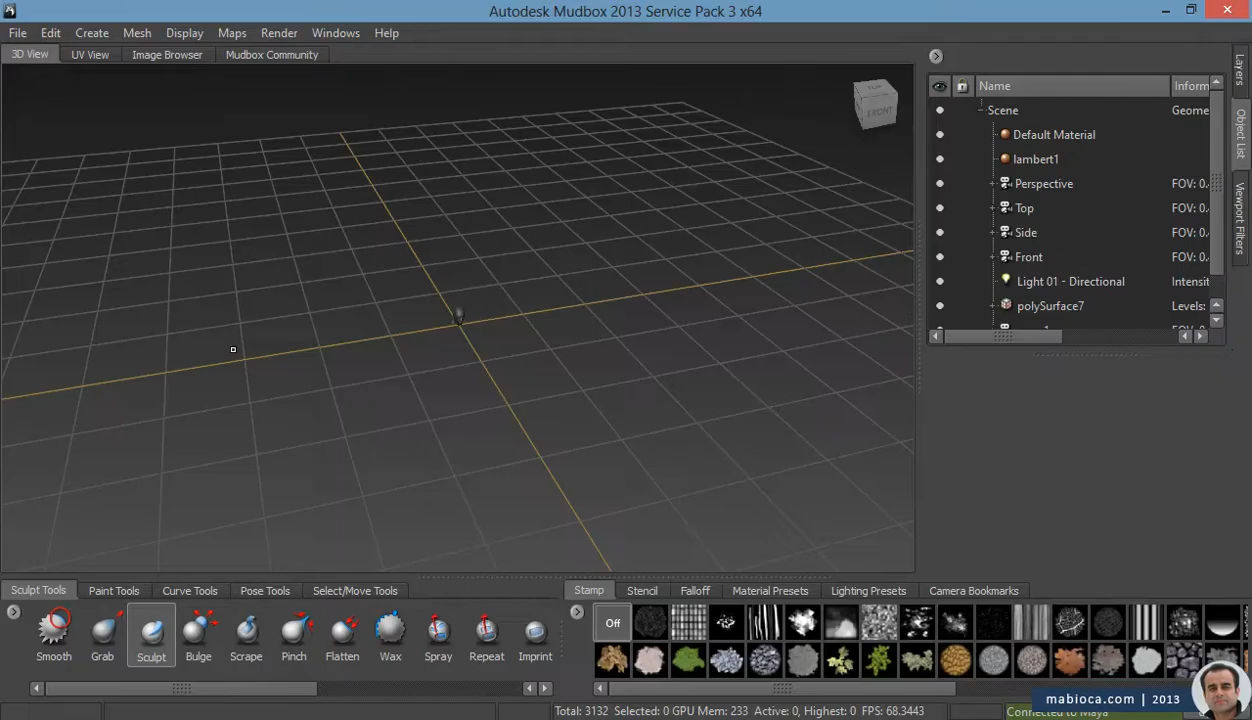 Autodesk Mudbox 2013 Service Pack 3 x64
File Edit Create Mesh Display Maps Render Windows Help
3D View UV View Image Browser Mudbox Community
TOP
FRONT
Name Inform
Scene Geome
Default Material
lambert1
Perspective FOV: 0.
Top FOV: 0.
Side FOV: 0.
Front FOV: 0.
Light 01 - Directional Intensit
polySurface7 Levels:
Layers
Object List
Viewport Filters
Sculpt Tools Paint Tools Curve Tools Pose Tools Select/Move Tools
Stamp Stencil Falloff Material Presets Lighting Presets Camera Bookmarks
Off
Smooth Grab Sculpt Bulge Scrape Pinch Flatten Wax Spray Repeat Imprint
mabioca.com | 2013
Total: 3132 Selected: 0 GPU Mem: 233 Active: 0, Highest: 0 FPS: 68.3443
Connected to Maya